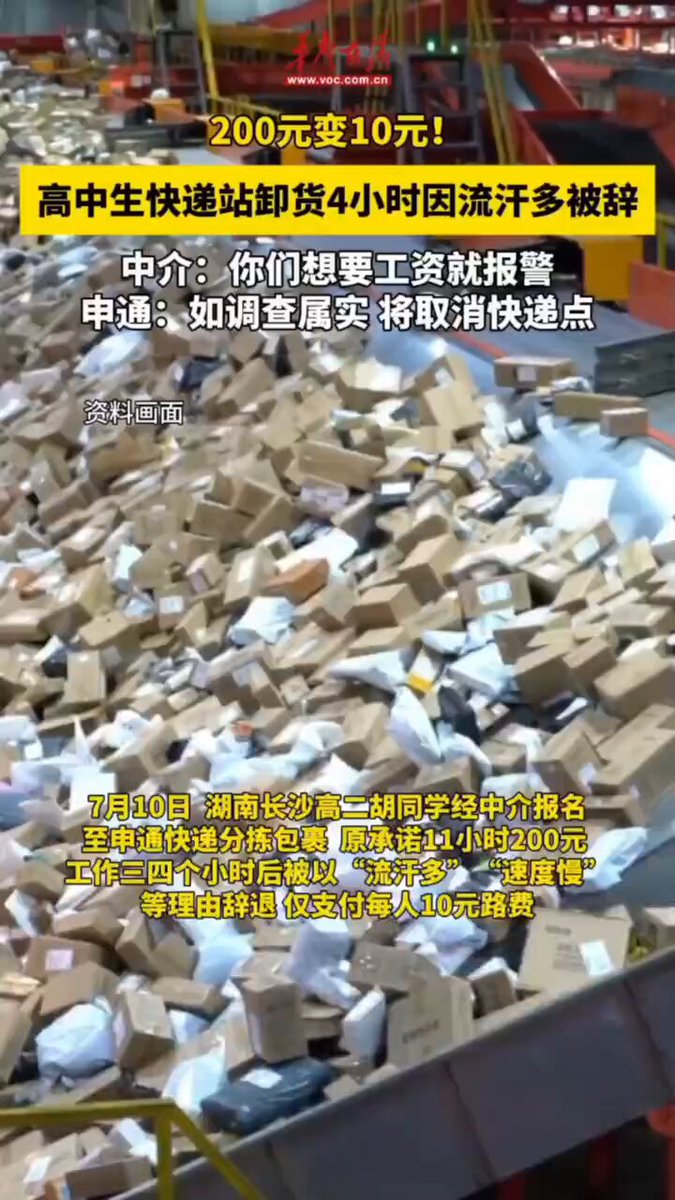 华声在线
www.voc.com.cn
200元变10元！
高中生快递站卸货4小时因流汗多被辞
中介：你们想要工资就报警
申通：如调查属实 将取消快递点
资料画面
7月10日 湖南长沙高二胡同学经中介报名
至申通快递分拣包裹 原承诺11小时200元
工作三四个小时后被以“流汗多”“速度慢”
等理由辞退 仅支付每人10元路费